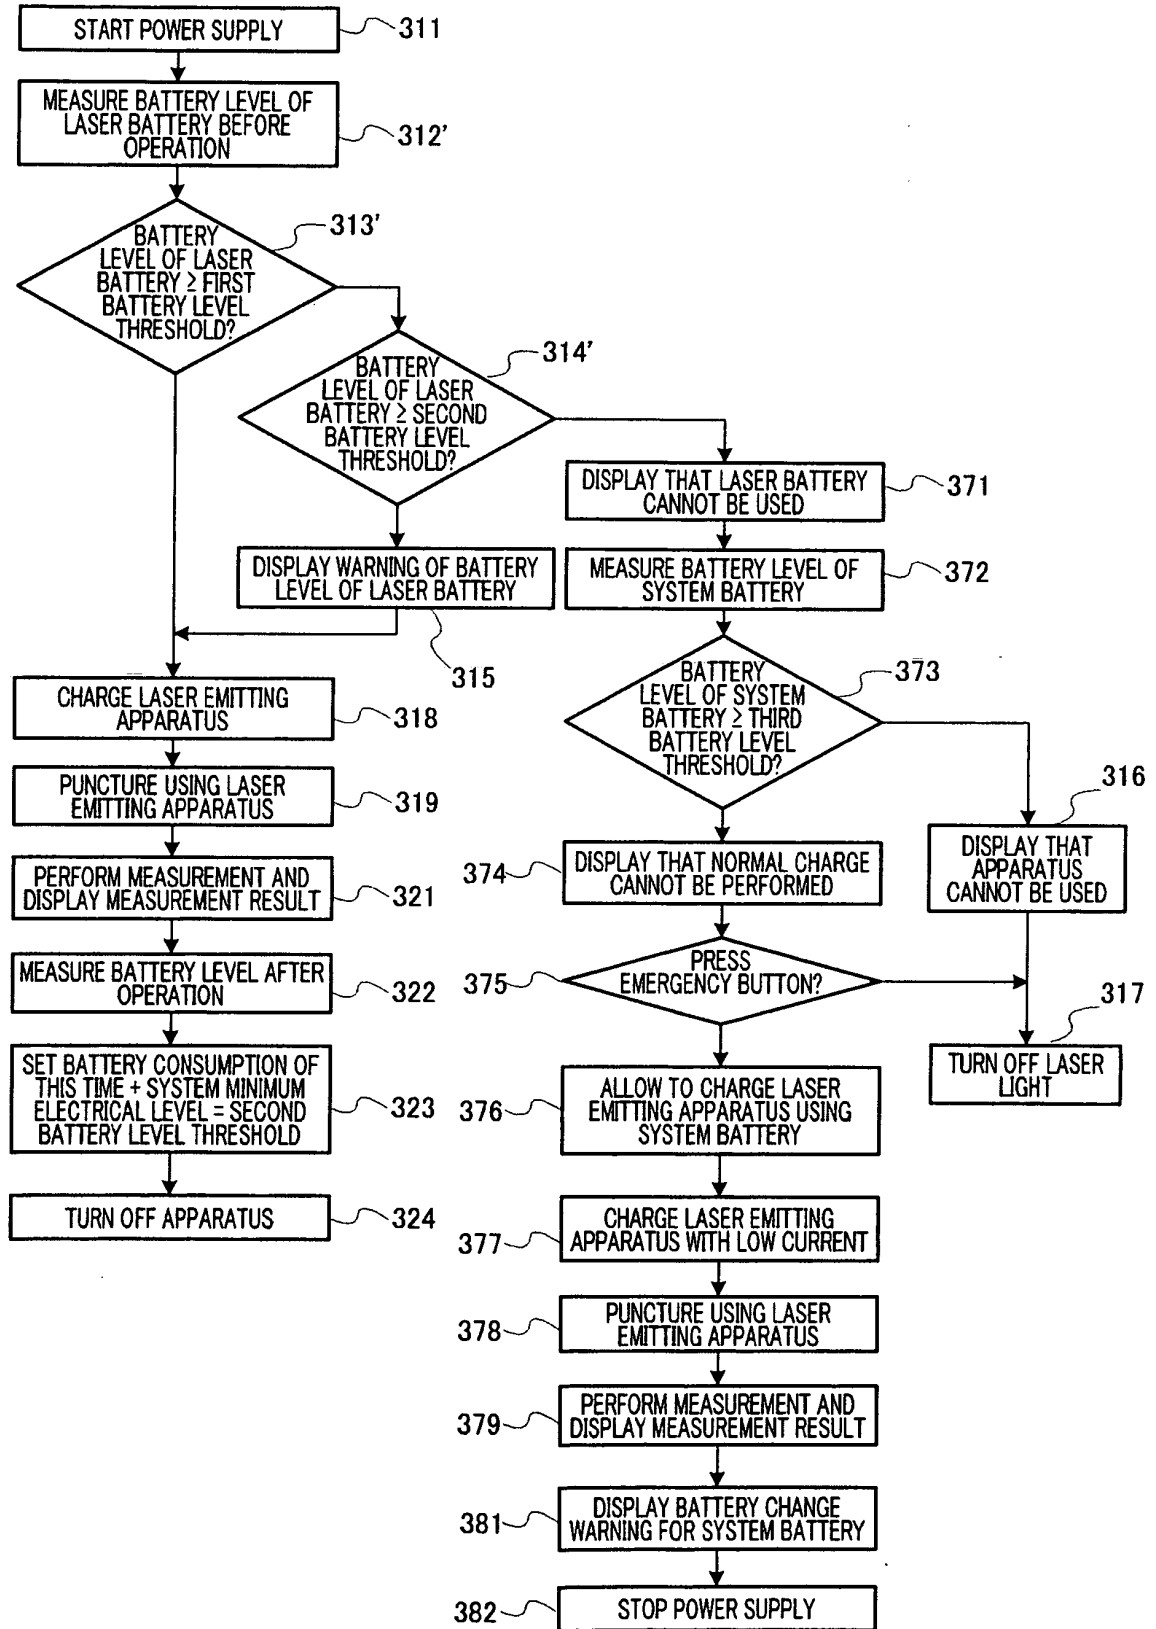 START POWER SUPPLY
311
MEASURE BATTERY LEVEL OF
LASER BATTERY BEFORE
OPERATION
312'
BATTERY
LEVEL OF LASER
BATTERY ≥ FIRST
BATTERY LEVEL
THRESHOLD?
313'
BATTERY
LEVEL OF LASER
BATTERY ≥ SECOND
BATTERY LEVEL
THRESHOLD?
314'
DISPLAY WARNING OF BATTERY
LEVEL OF LASER BATTERY
315
CHARGE LASER EMITTING
APPARATUS
318
PUNCTURE USING LASER
EMITTING APPARATUS
319
PERFORM MEASUREMENT AND
DISPLAY MEASUREMENT RESULT
321
MEASURE BATTERY LEVEL AFTER
OPERATION
322
SET BATTERY CONSUMPTION OF
THIS TIME + SYSTEM MINIMUM
ELECTRICAL LEVEL = SECOND
BATTERY LEVEL THRESHOLD
323
TURN OFF APPARATUS
324
DISPLAY THAT LASER BATTERY
CANNOT BE USED
371
MEASURE BATTERY LEVEL OF
SYSTEM BATTERY
372
BATTERY
LEVEL OF SYSTEM
BATTERY ≥ THIRD
BATTERY LEVEL
THRESHOLD?
373
316
DISPLAY THAT
APPARATUS
CANNOT BE USED
374
DISPLAY THAT NORMAL CHARGE
CANNOT BE PERFORMED
375
PRESS
EMERGENCY BUTTON?
317
TURN OFF LASER
LIGHT
376
ALLOW TO CHARGE LASER
EMITTING APPARATUS USING
SYSTEM BATTERY
377
CHARGE LASER EMITTING
APPARATUS WITH LOW CURRENT
378
PUNCTURE USING LASER
EMITTING APPARATUS
379
PERFORM MEASUREMENT AND
DISPLAY MEASUREMENT RESULT
381
DISPLAY BATTERY CHANGE
WARNING FOR SYSTEM BATTERY
382
STOP POWER SUPPLY